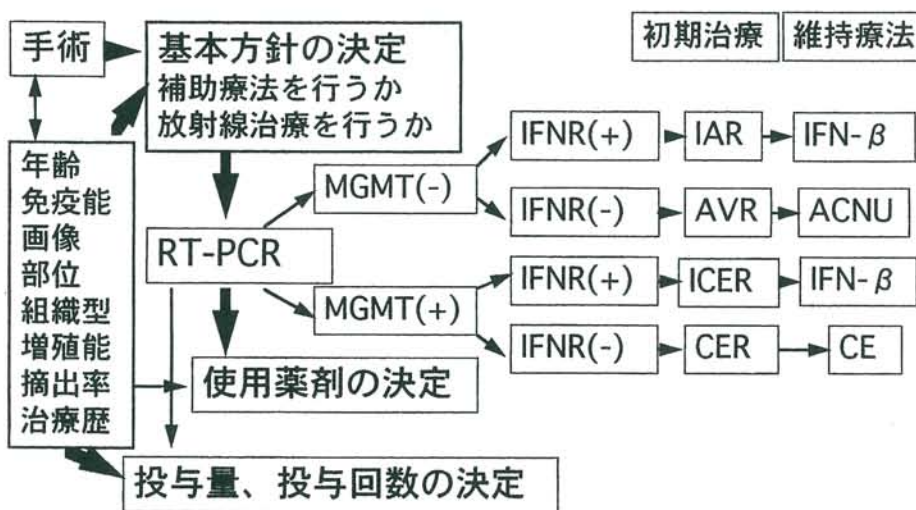 手術
基本方針の決定
補助療法を行うか
放射線治療を行うか
初期治療
維持療法
年齢
免疫能
画像
部位
組織型
増殖能
摘出率
治療歴
RT-PCR
MGMT(-)
IFNR(+)
IAR
IFN-β
IFNR(-)
AVR
ACNU
MGMT(+)
IFNR(+)
ICER
IFN-β
IFNR(-)
CER
CE
使用薬剤の決定
投与量、投与回数の決定